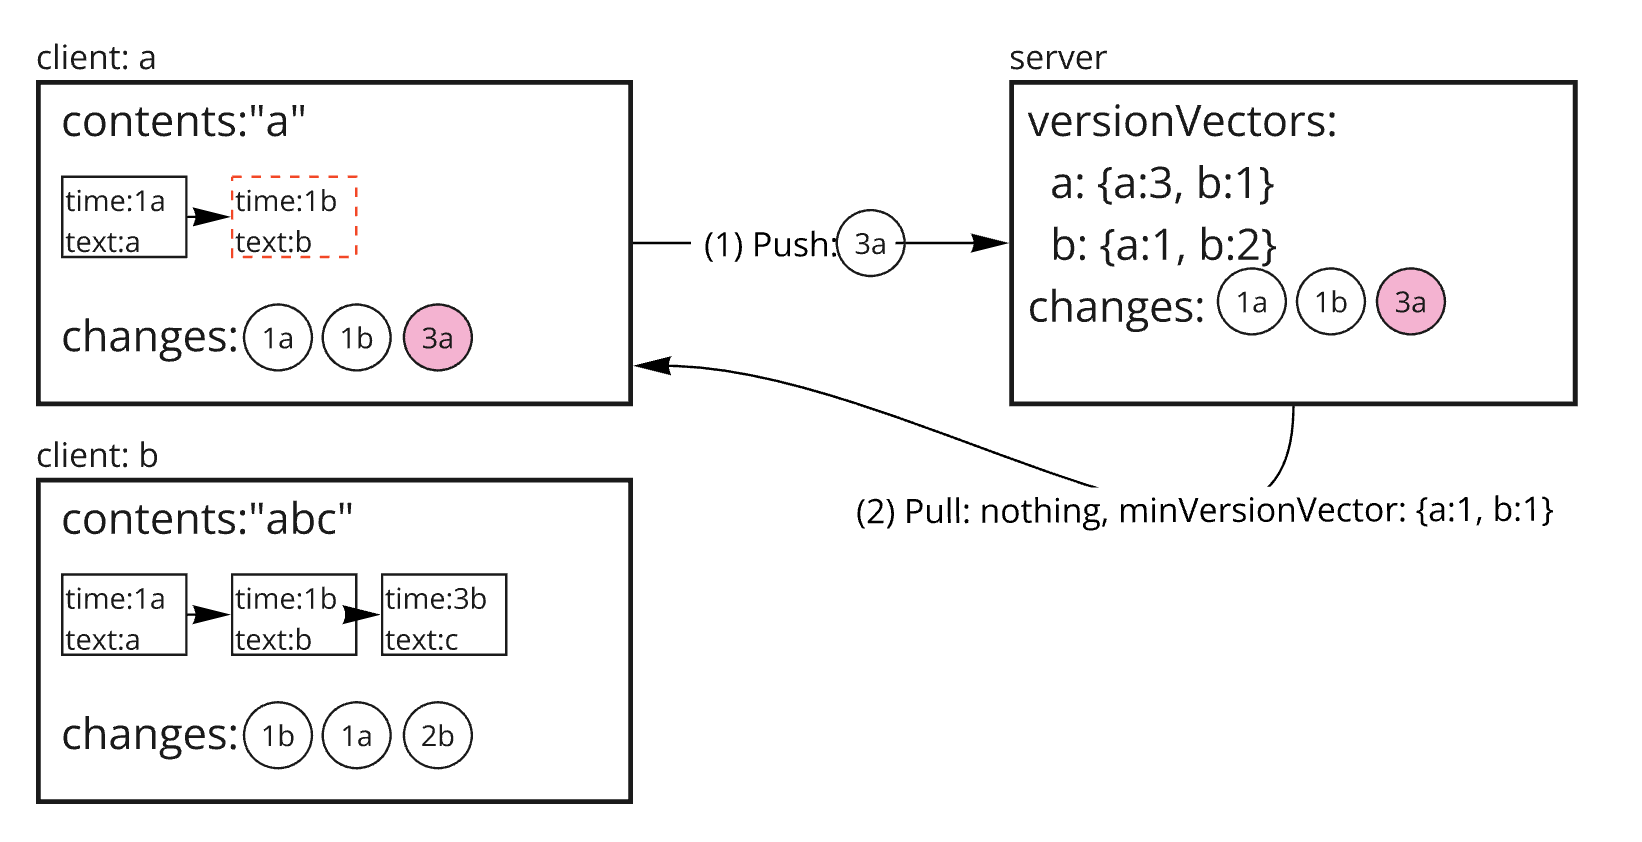 client: a
contents:"a"
time:1a
text:a
time:1b
text:b
changes: 1a 1b 3a
(1) Push: 3a
server
versionVectors:
a: {a:3, b:1}
b: {a:1, b:2}
changes: 1a 1b 3a
(2) Pull: nothing, minVersionVector: {a:1, b:1}
client: b
contents:"abc"
time:1a
text:a
time:1b
text:b
time:3b
text:c
changes: 1b 1a 2b